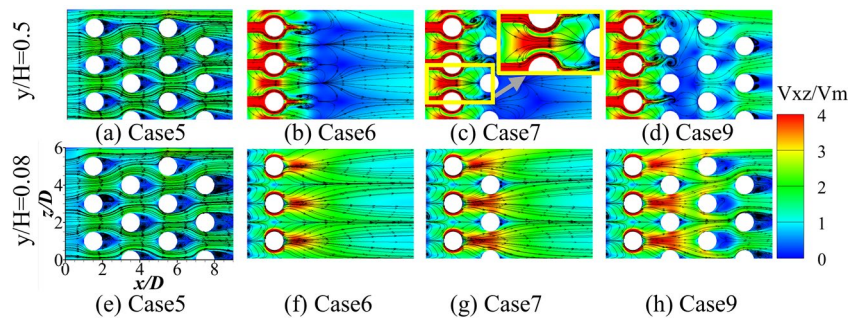 y/H=0.5
(a) Case5
(b) Case6
(c) Case7
(d) Case9
Vxz/Vm
4
3
2
1
0
y/H=0.08
z/D
6
4
2
0
0
2
4
6
8
x/D
(e) Case5
(f) Case6
(g) Case7
(h) Case9